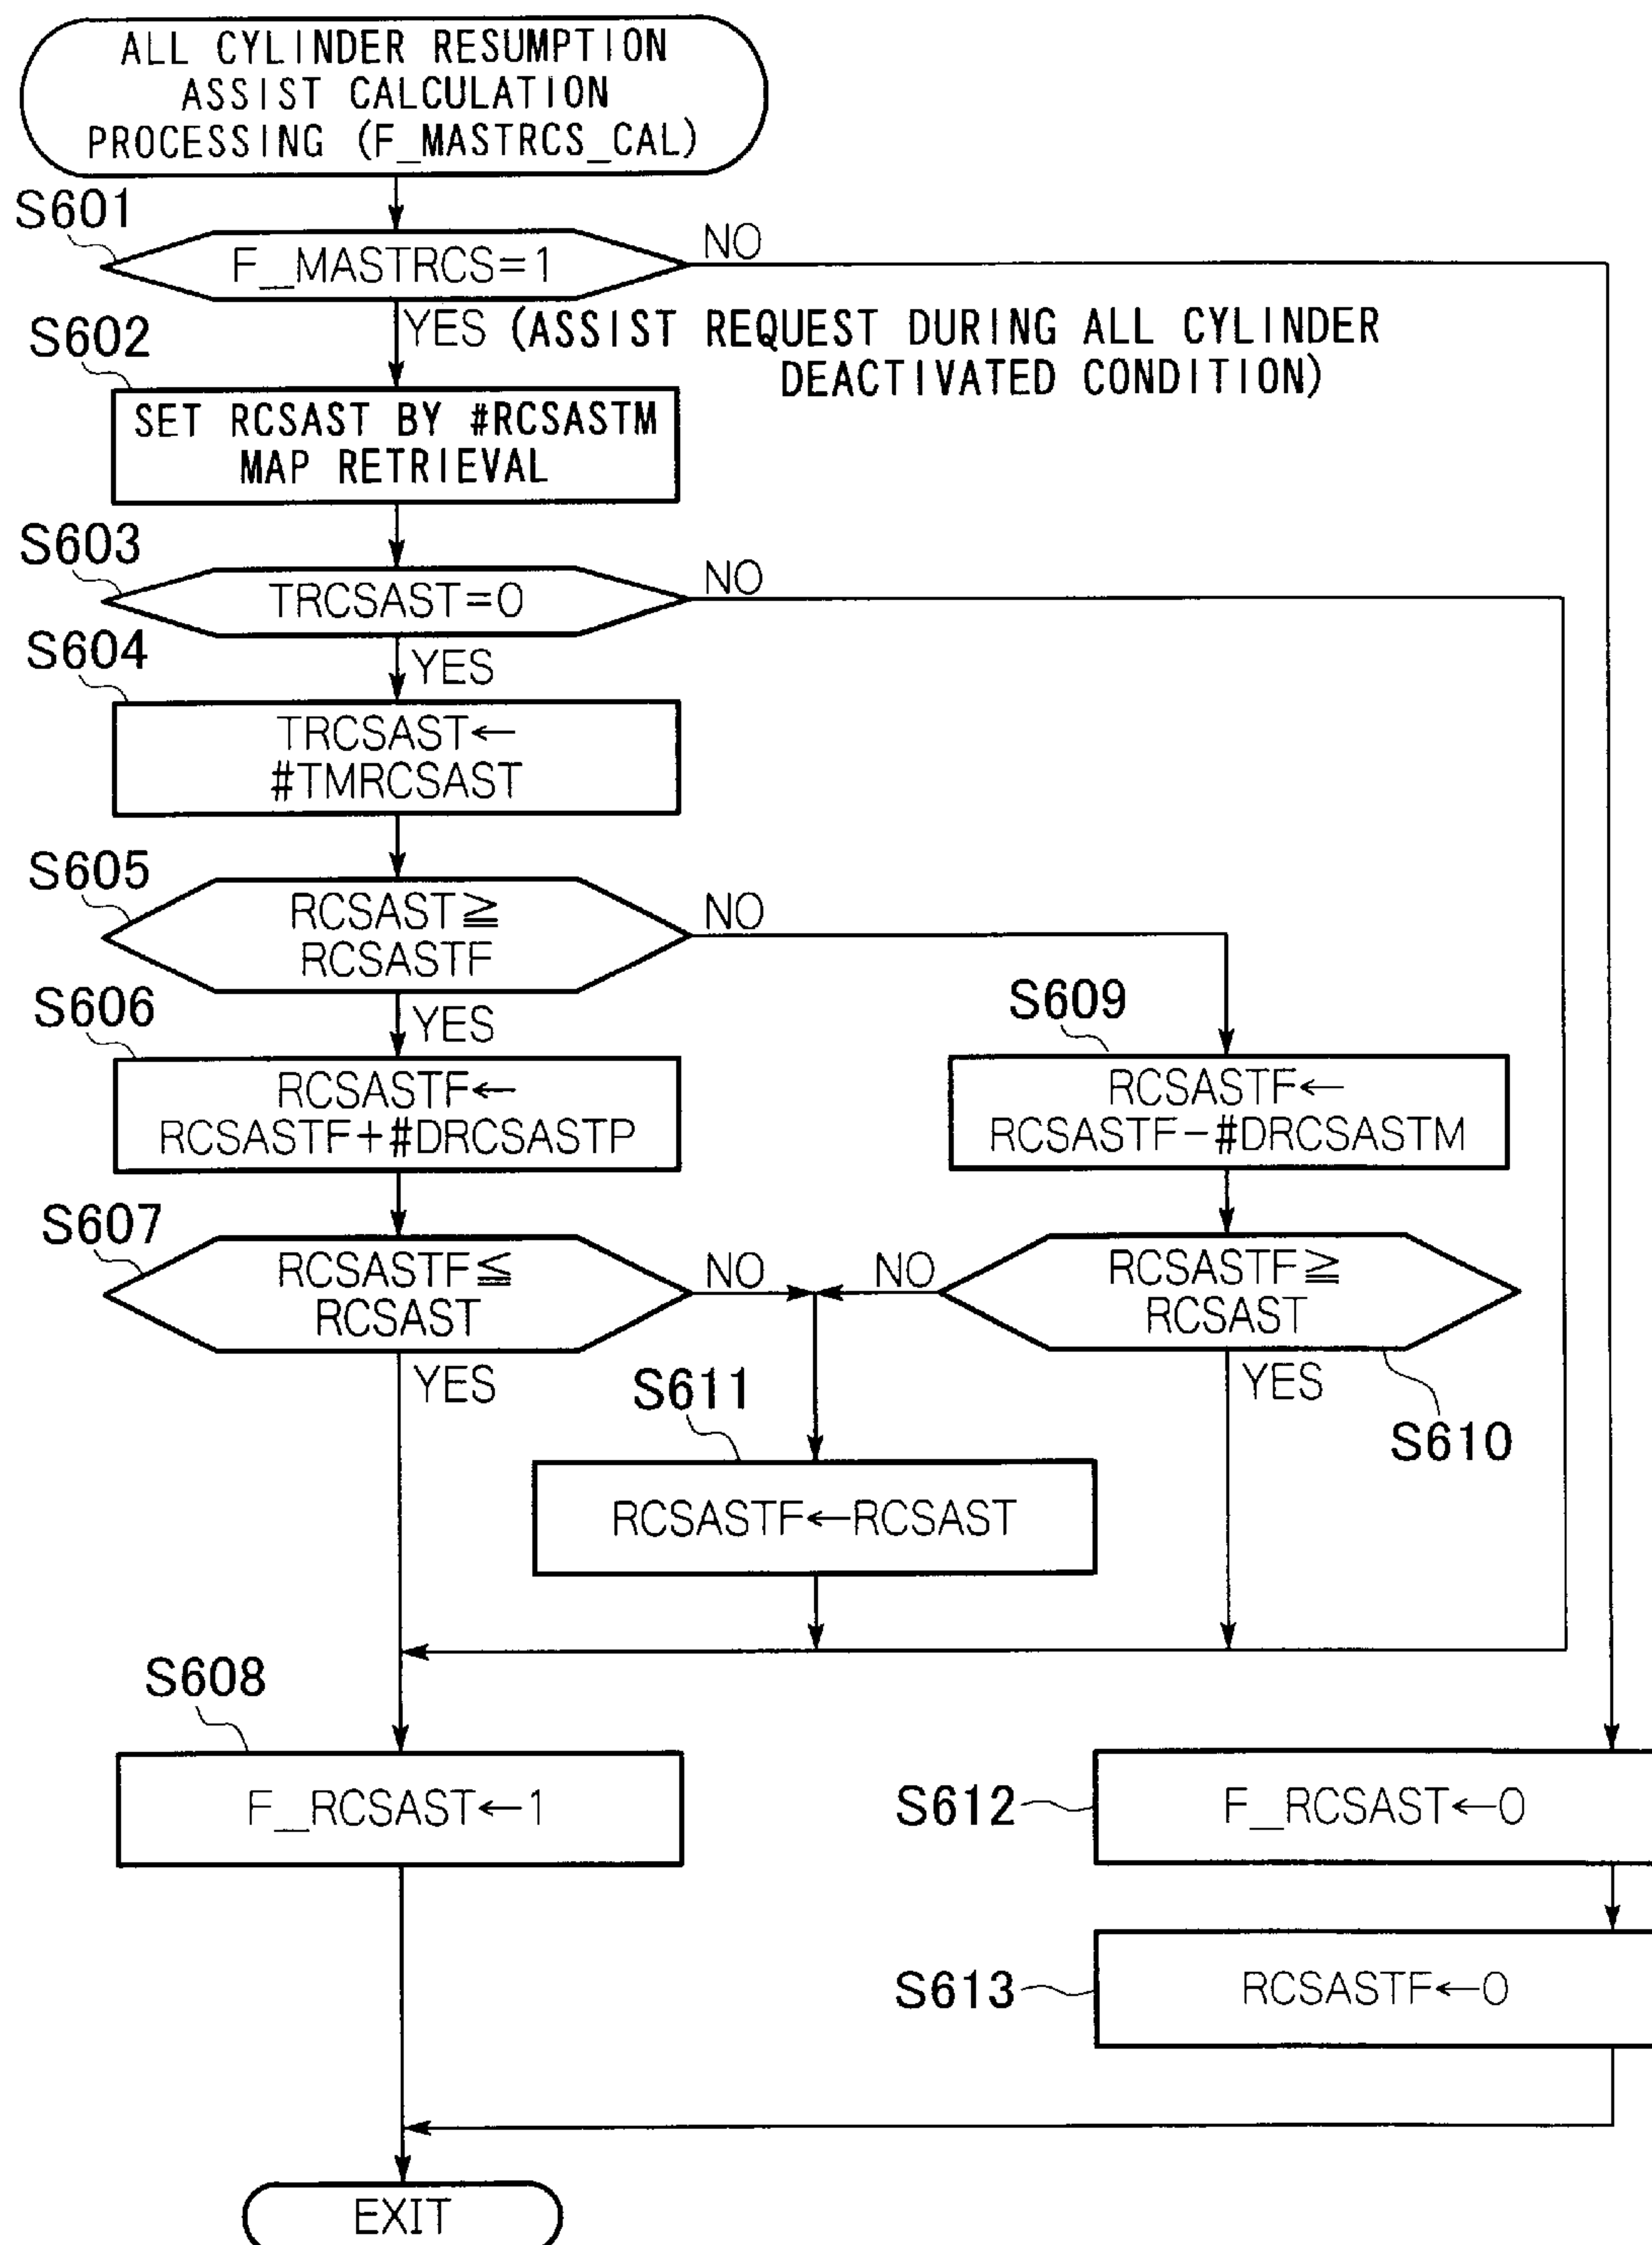 ALL CYLINDER RESUMPTION
ASSIST CALCULATION
PROCESSING (F_MASTRCS_CAL)
S601
F_MASTRCS=1
NO
YES (ASSIST REQUEST DURING ALL CYLINDER
DEACTIVATED CONDITION)
S602
SET RCSAST BY #RCSASTM
MAP RETRIEVAL
S603
TRCSAST=0
NO
YES
S604
TRCSAST←
#TMRCSAST
S605
RCSAST≧
RCSASTF
NO
YES
S606
RCSASTF←
RCSASTF+#DRCSASTP
S609
RCSASTF←
RCSASTF−#DRCSASTM
S607
RCSASTF≦
RCSAST
NO
YES
NO
RCSASTF≧
RCSAST
YES
S610
S611
RCSASTF←RCSAST
S608
F_RCSAST←1
S612
F_RCSAST←0
S613
RCSASTF←0
EXIT